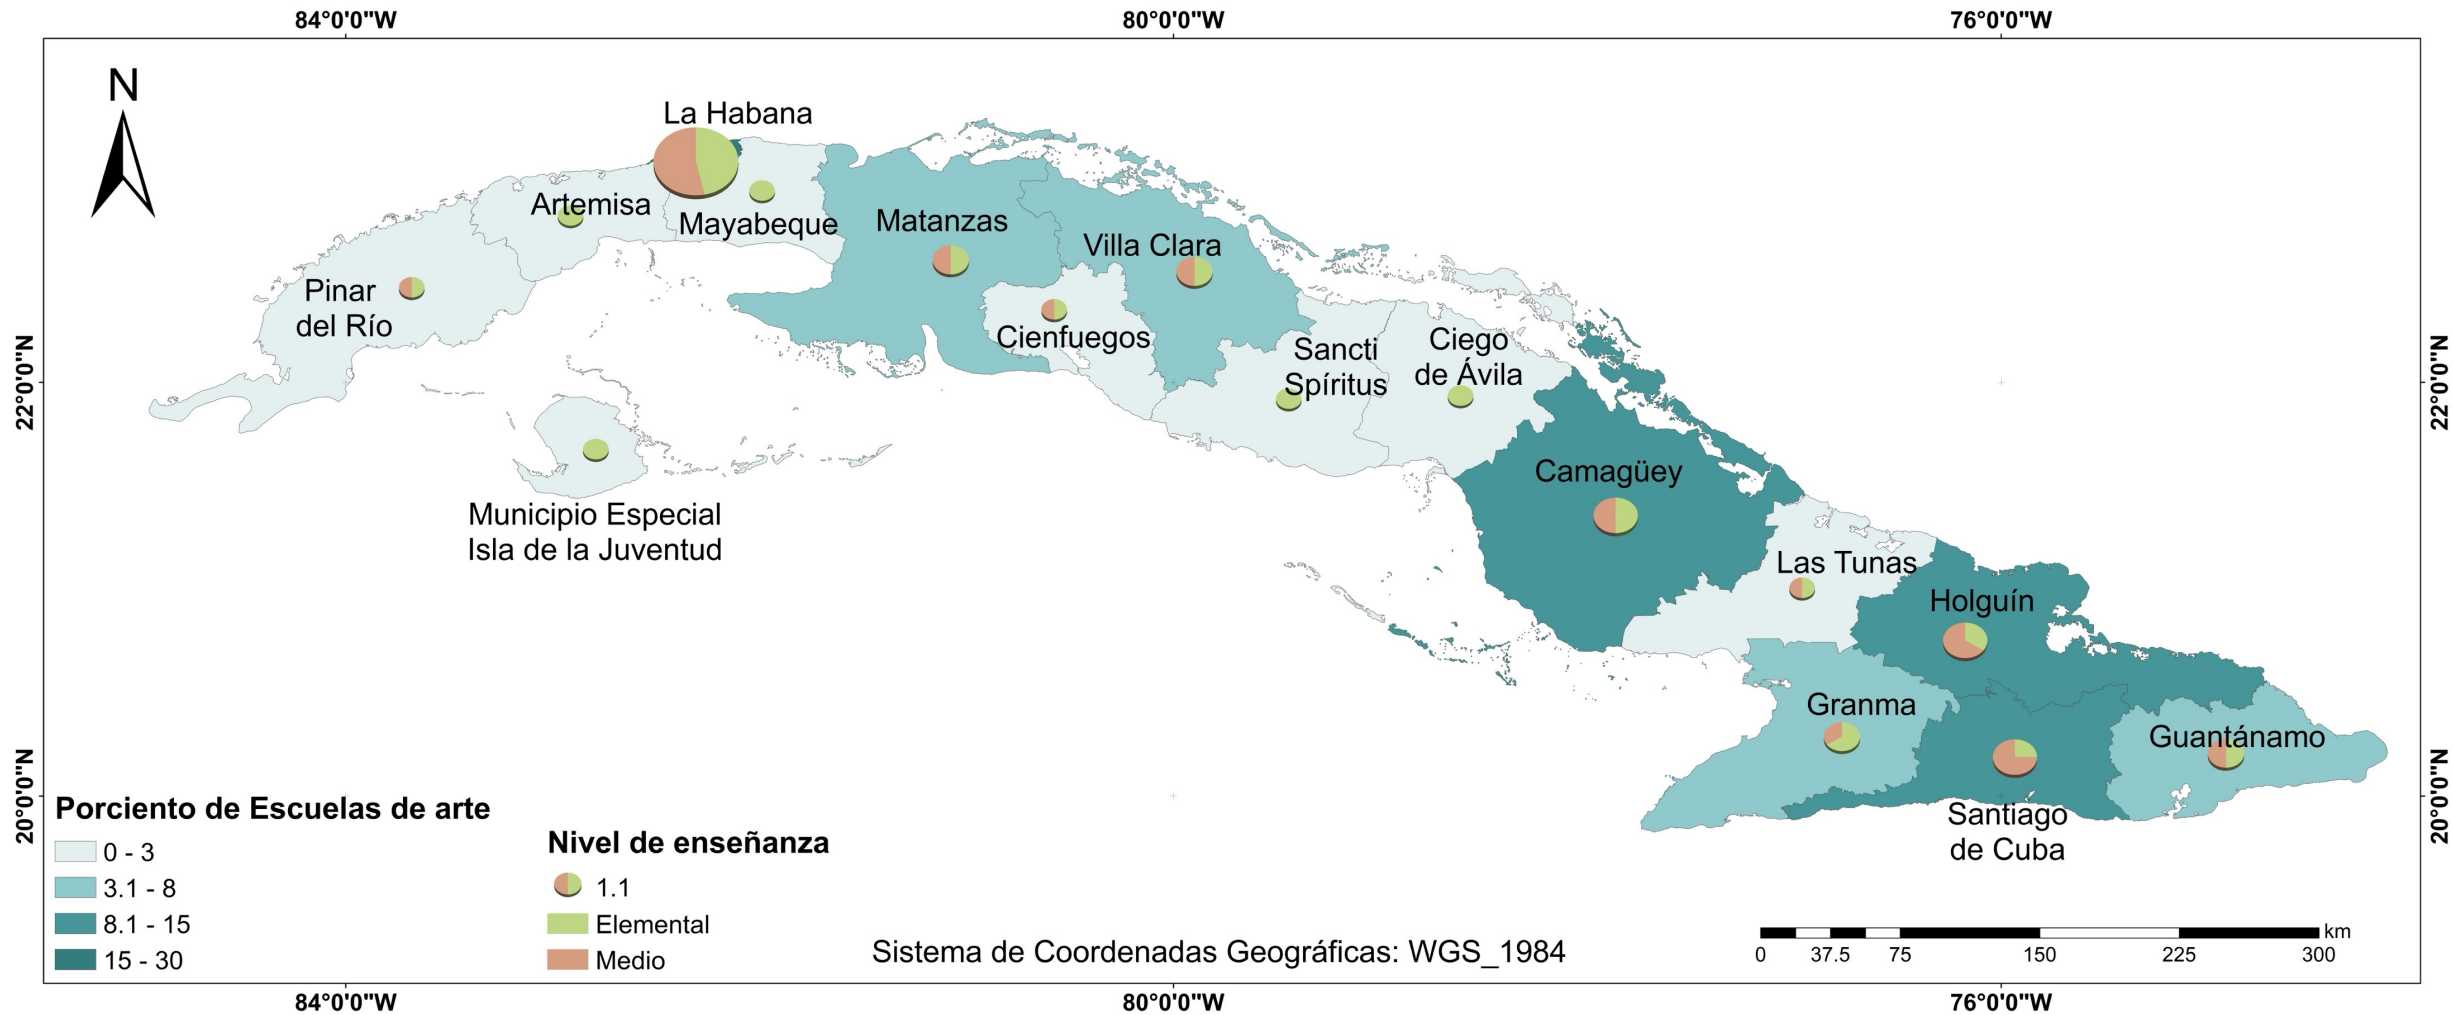 84°0'0"W
80°0'0"W
76°0'0"W
N
La Habana
Artemisa
Mayabeque
Matanzas
Villa Clara
Pinar
del Río
Cienfuegos
Sancti
Spíritus
Ciego
de Ávila
22°0'0"N
22°0'0"N
Camagüey
Municipio Especial
Isla de la Juventud
Las Tunas
Holguín
Granma
Guantánamo
Santiago
de Cuba
20°0'0"N
20°0'0"N
Porciento de Escuelas de arte
0 - 3
3.1 - 8
8.1 - 15
15 - 30
Nivel de enseñanza
1.1
Elemental
Medio
Sistema de Coordenadas Geográficas: WGS_1984
km
0 37.5 75 150 225 300
84°0'0"W
80°0'0"W
76°0'0"W